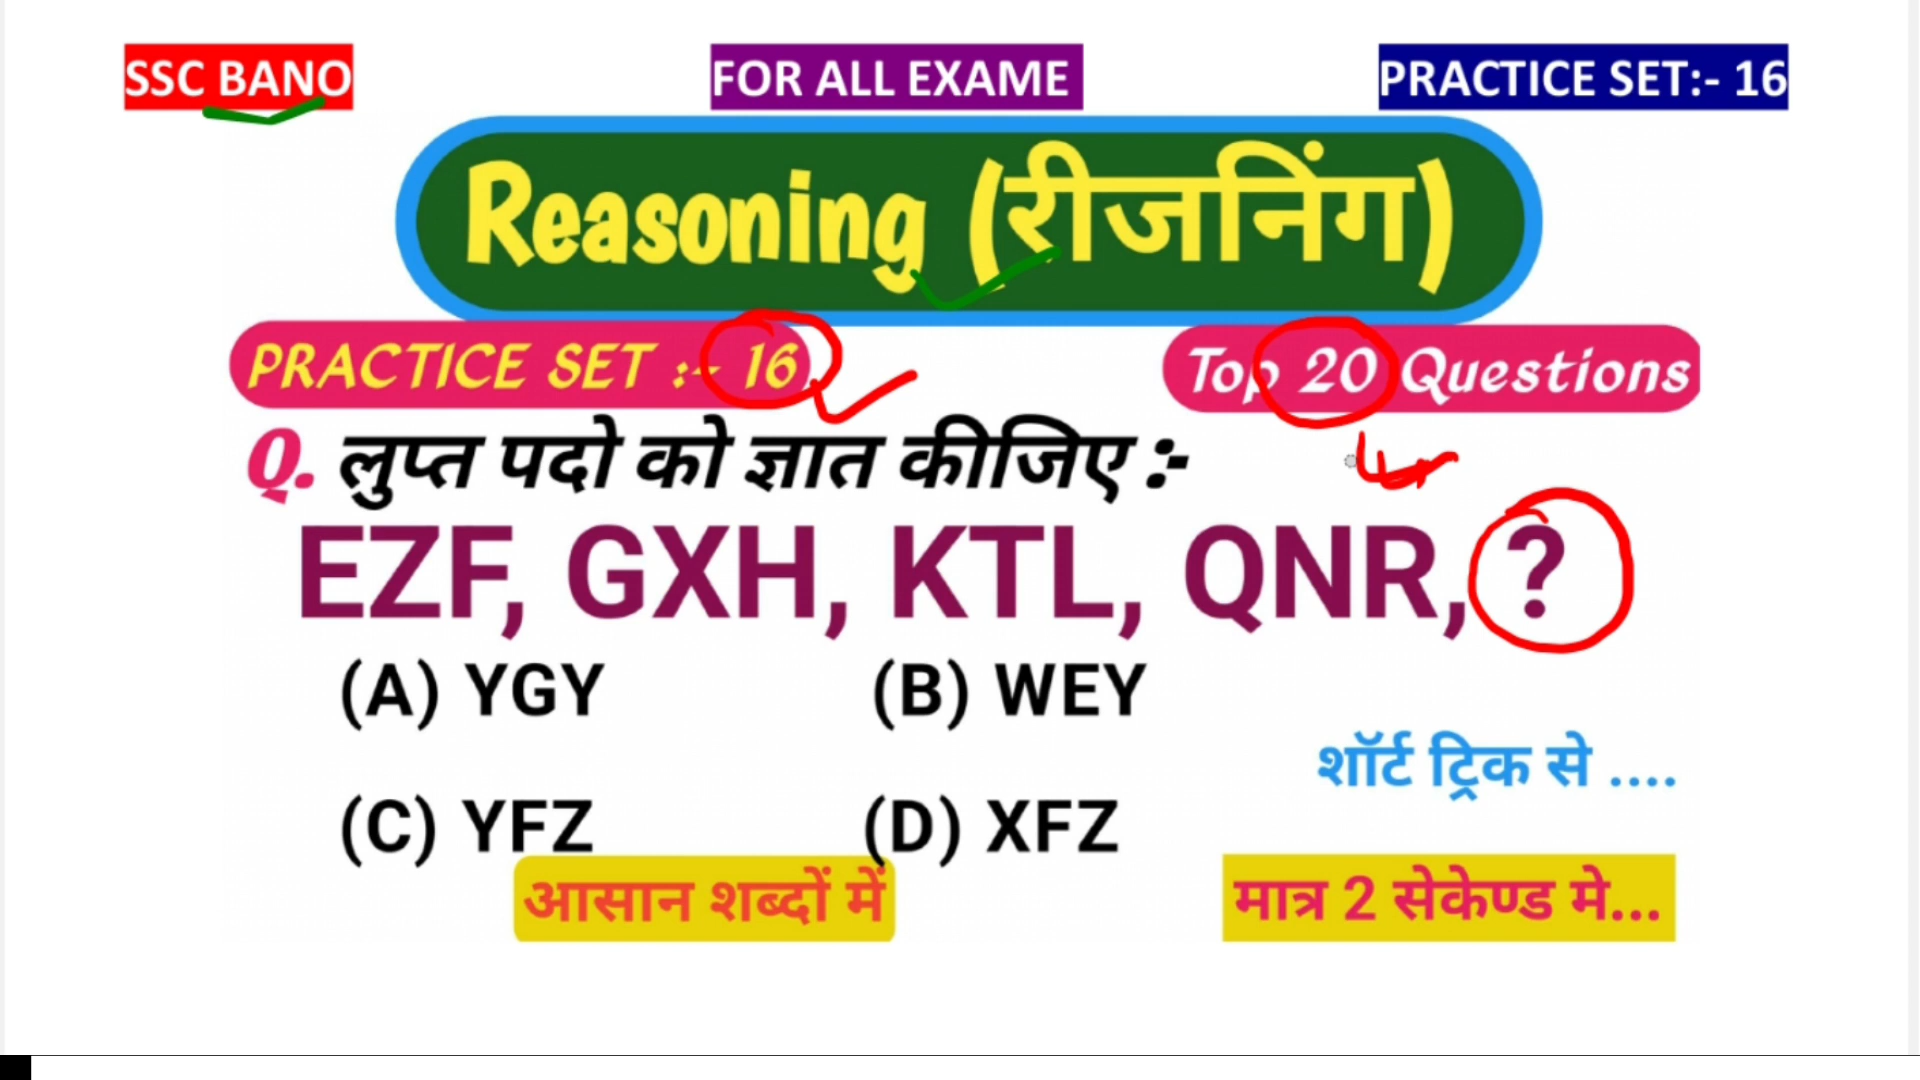 SSC BANO
FOR ALL EXAME
PRACTICE SET:- 16
Reasoning (रीजनिंग)
PRACTICE SET :- 16
Top 20 Questions
Q. लुप्त पदो को ज्ञात कीजिए :-
EZF, GXH, KTL, QNR, ?
(A) YGY (B) WEY
शॉर्ट ट्रिक से ....
(C) YFZ (D) XFZ
आसान शब्दों में
मात्र 2 सेकेण्ड मे...